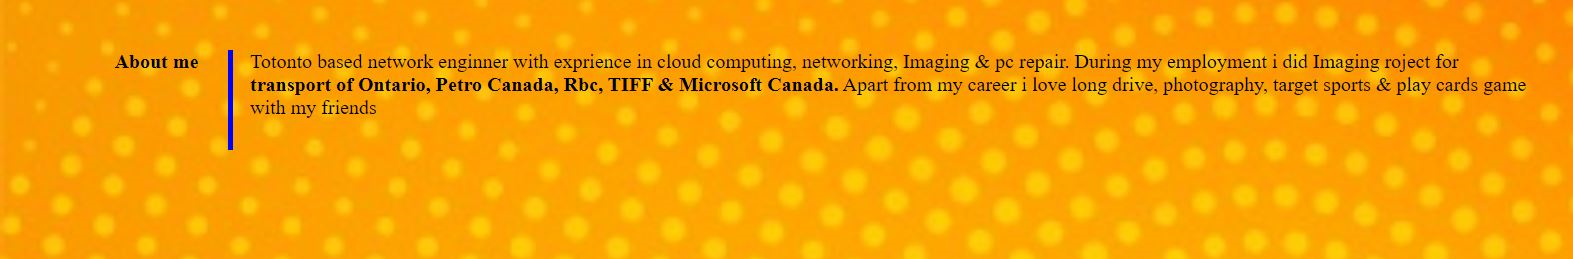 About me
Totonto based network enginner with exprience in cloud computing, networking, Imaging & pc repair. During my employment i did Imaging roject for
transport of Ontario, Petro Canada, Rbc, TIFF & Microsoft Canada. Apart from my career i love long drive, photography, target sports & play cards game
with my friends